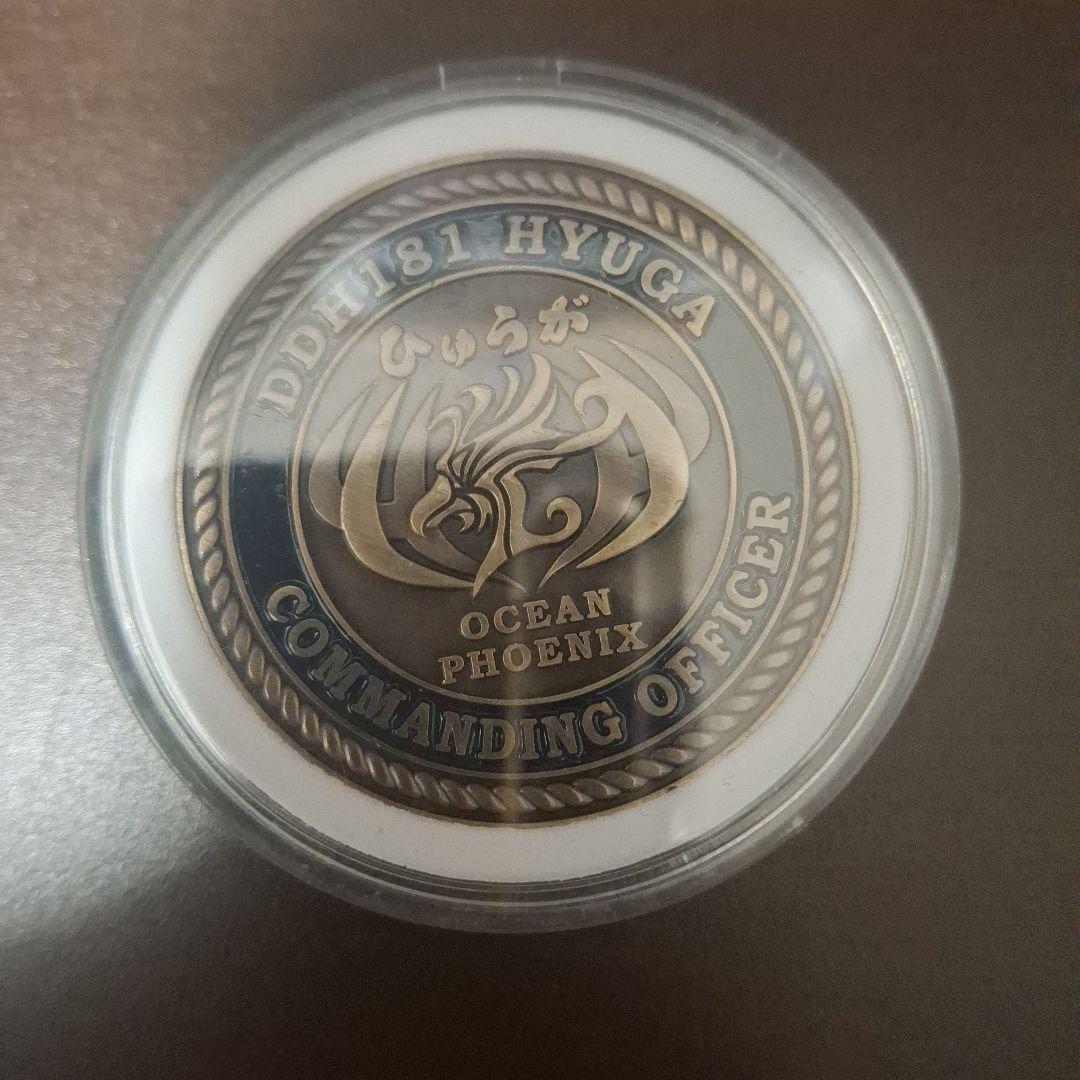 DDH181 HYUGA
ひゅうが
OCEAN
PHOENIX
COMMANDING OFFICER